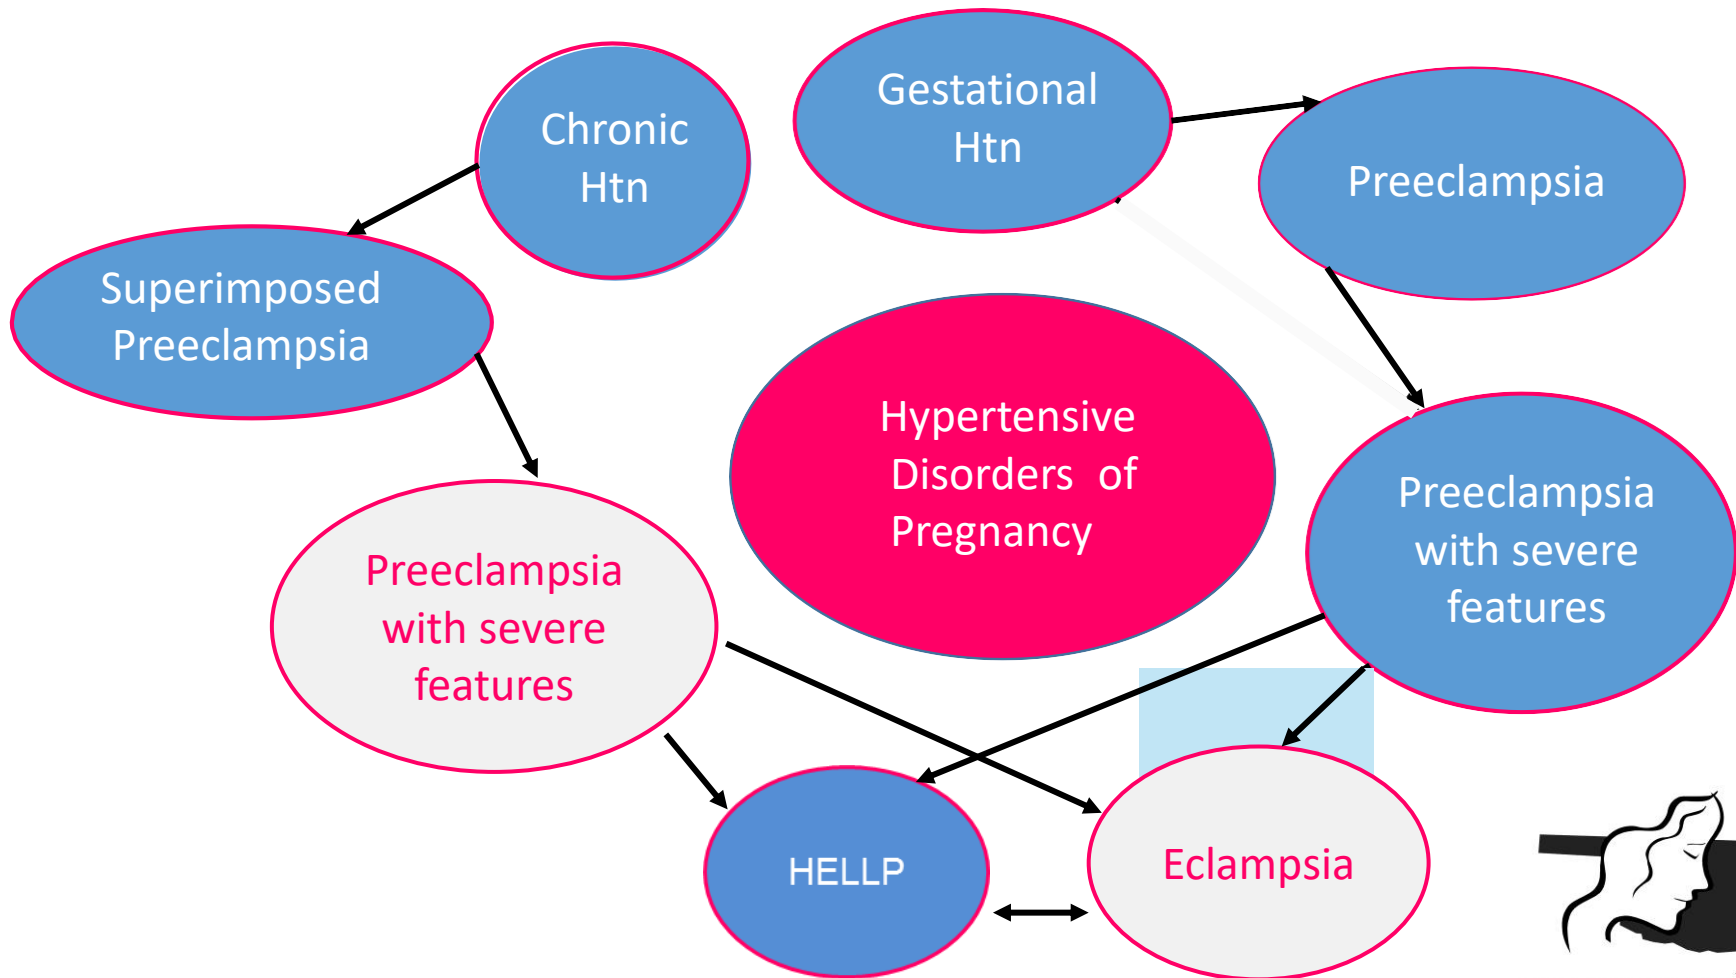 Chronic
Htn
Gestational
Htn
Preeclampsia
Superimposed
Preeclampsia
Hypertensive
Disorders of
Pregnancy
Preeclampsia
with severe
features
Preeclampsia
with severe
features
HELLP
Eclampsia